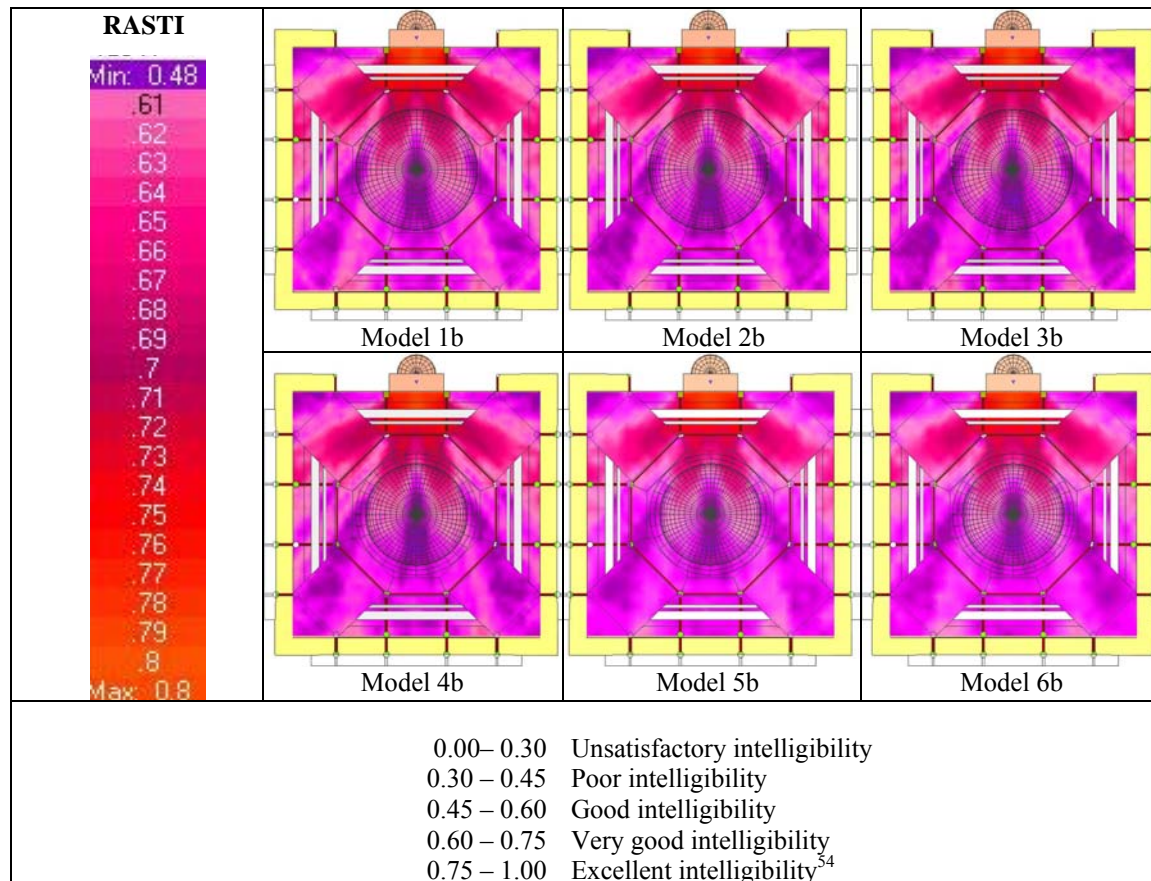 RASTI
Min: 0.48
.61
.62
.63
.64
.65
.66
.67
.68
.69
.7
.71
.72
.73
.74
.75
.76
.77
.78
.79
.8
Max: 0.8
Model 1b
Model 2b
Model 3b
Model 4b
Model 5b
Model 6b
0.00– 0.30 Unsatisfactory intelligibility
0.30 – 0.45 Poor intelligibility
0.45 – 0.60 Good intelligibility
0.60 – 0.75 Very good intelligibility
0.75 – 1.00 Excellent intelligibility54